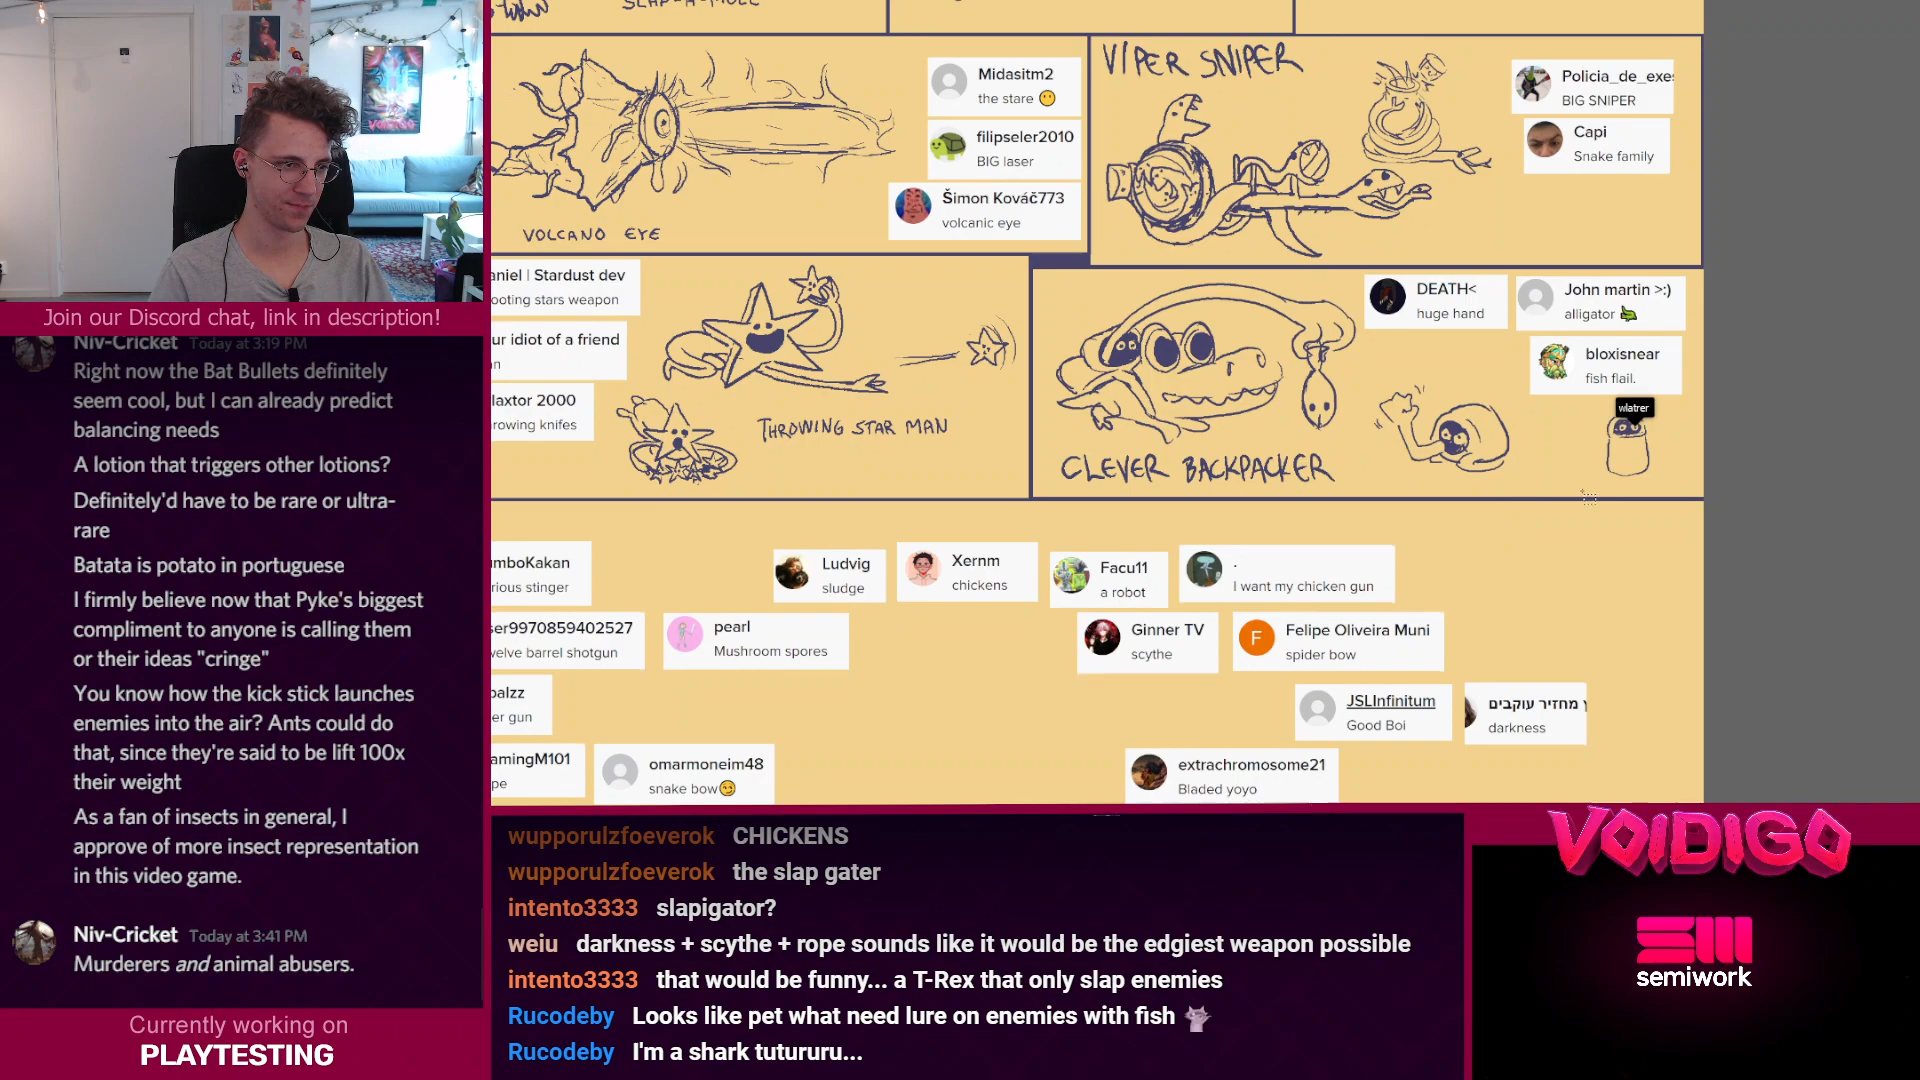 SLAP-A-MOLE
VOLCANO EYE
Midasitm2
the stare
filipseler2010
BIG laser
Šimon Kováč773
volcanic eye
VIPER SNIPER
Policia_de_exe
BIG SNIPER
Capi
Snake family
aniel | Stardust dev
ooting stars weapon
ur idiot of a friend
an
laxtor 2000
rowing knifes
THROWING STAR MAN
CLEVER BACKPACKER
DEATH<
huge hand
John martin >:)
alligator
bloxisnear
fish flail.
wlatrer
VOIDIGO
Join our Discord chat, link in description!
Niv-Cricket Today at 3:19 PM
Right now the Bat Bullets definitely
seem cool, but I can already predict
balancing needs
A lotion that triggers other lotions?
Definitely'd have to be rare or ultra-
rare
Batata is potato in portuguese
I firmly believe now that Pyke's biggest
compliment to anyone is calling them
or their ideas "cringe"
You know how the kick stick launches
enemies into the air? Ants could do
that, since they're said to be lift 100x
their weight
As a fan of insects in general, I
approve of more insect representation
in this video game.
Niv-Cricket Today at 3:41 PM
Murderers and animal abusers.
Currently working on
PLAYTESTING
mboKakan
rious stinger
Ludvig
sludge
Xernm
chickens
Facu11
a robot
.
I want my chicken gun
ser9970859402527
welve barrel shotgun
pearl
Mushroom spores
Ginner TV
scythe
Felipe Oliveira Muni
spider bow
balzz
er gun
JSLInfinitum
Good Boi
ץ מחזיר עוקבים
darkness
amingM101
pe
omarmoneim48
snake bow
extrachromosome21
Bladed yoyo
wupporulzfoeverok CHICKENS
wupporulzfoeverok the slap gater
intento3333 slapigator?
weiu darkness + scythe + rope sounds like it would be the edgiest weapon possible
intento3333 that would be funny... a T-Rex that only slap enemies
Rucodeby Looks like pet what need lure on enemies with fish
Rucodeby I'm a shark tutururu...
VOIDIGO
semiwork